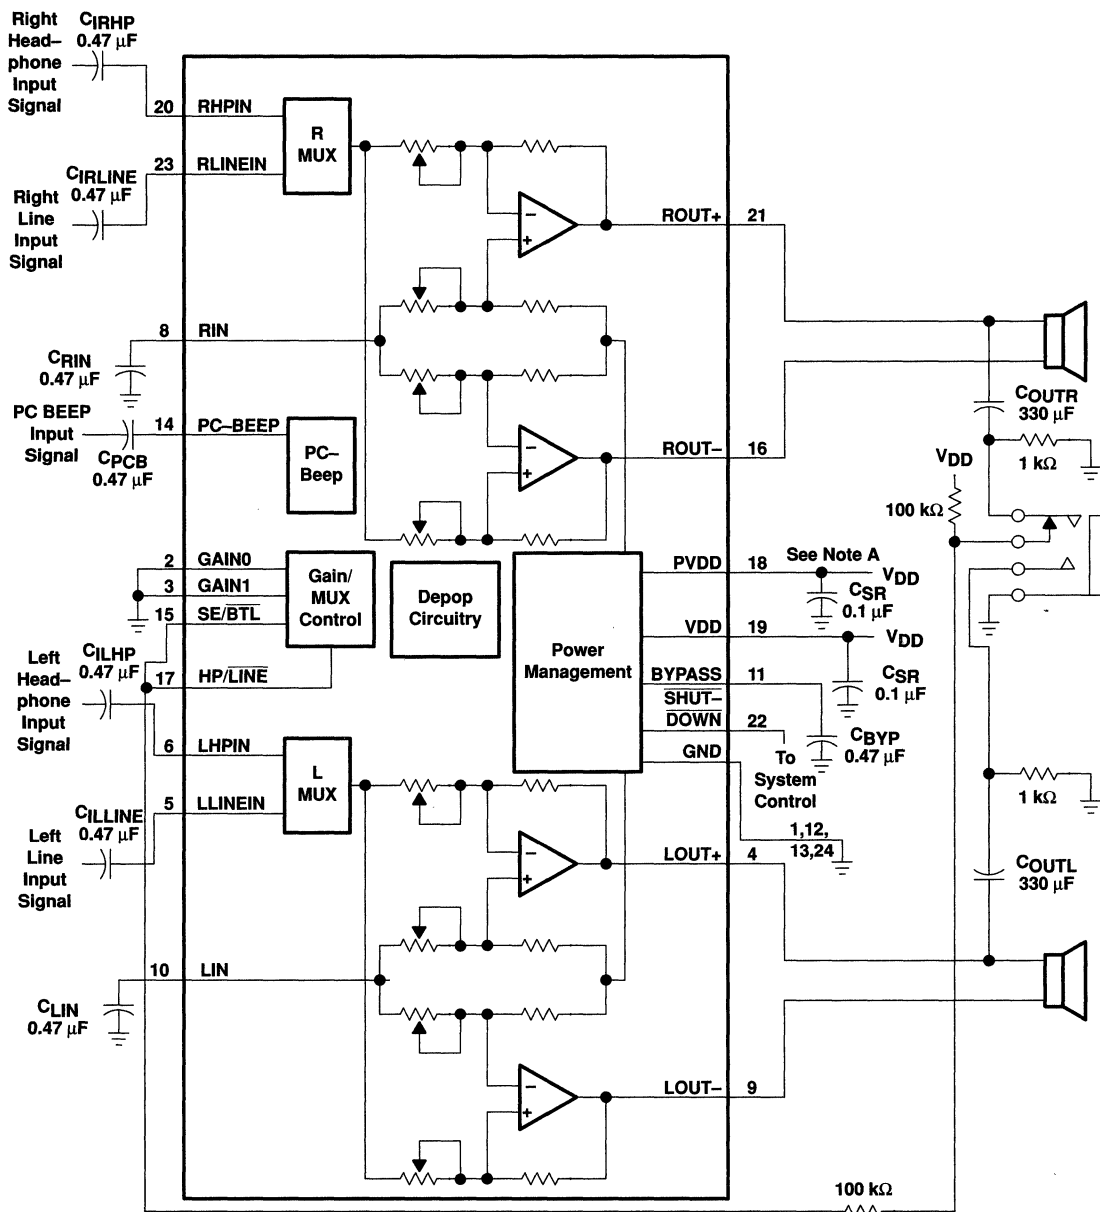 Right
Head–
phone
Input
Signal
CIRHP
0.47 µF
20 RHPIN
R
MUX
23 RLINEIN
CIRLINE
0.47 µF
Right
Line
Input
Signal
ROUT+ 21
8 RIN
CRIN
0.47 µF
COUTR
330 µF
PC BEEP
Input
Signal
14 PC–BEEP
CPCB
0.47 µF
PC–
Beep
ROUT– 16
VDD
1 kΩ
100 kΩ
2 GAIN0
3 GAIN1
15 SE/BTL
Gain/
MUX
Control
Depop
Circuitry
Power
Management
PVDD 18
See Note A
VDD
CSR
0.1 µF
VDD 19
VDD
CSR
0.1 µF
Left
Head–
phone
Input
Signal
CILHP
0.47 µF
17 HP/LINE
BYPASS 11
SHUT–
DOWN 22
GND
CBYP
0.47 µF
To
System
Control
6 LHPIN
L
MUX
5 LLINEIN
CILLINE
0.47 µF
Left
Line
Input
Signal
1 kΩ
1,12,
13,24
LOUT+ 4
COUTL
330 µF
10 LIN
CLIN
0.47 µF
LOUT– 9
100 kΩ